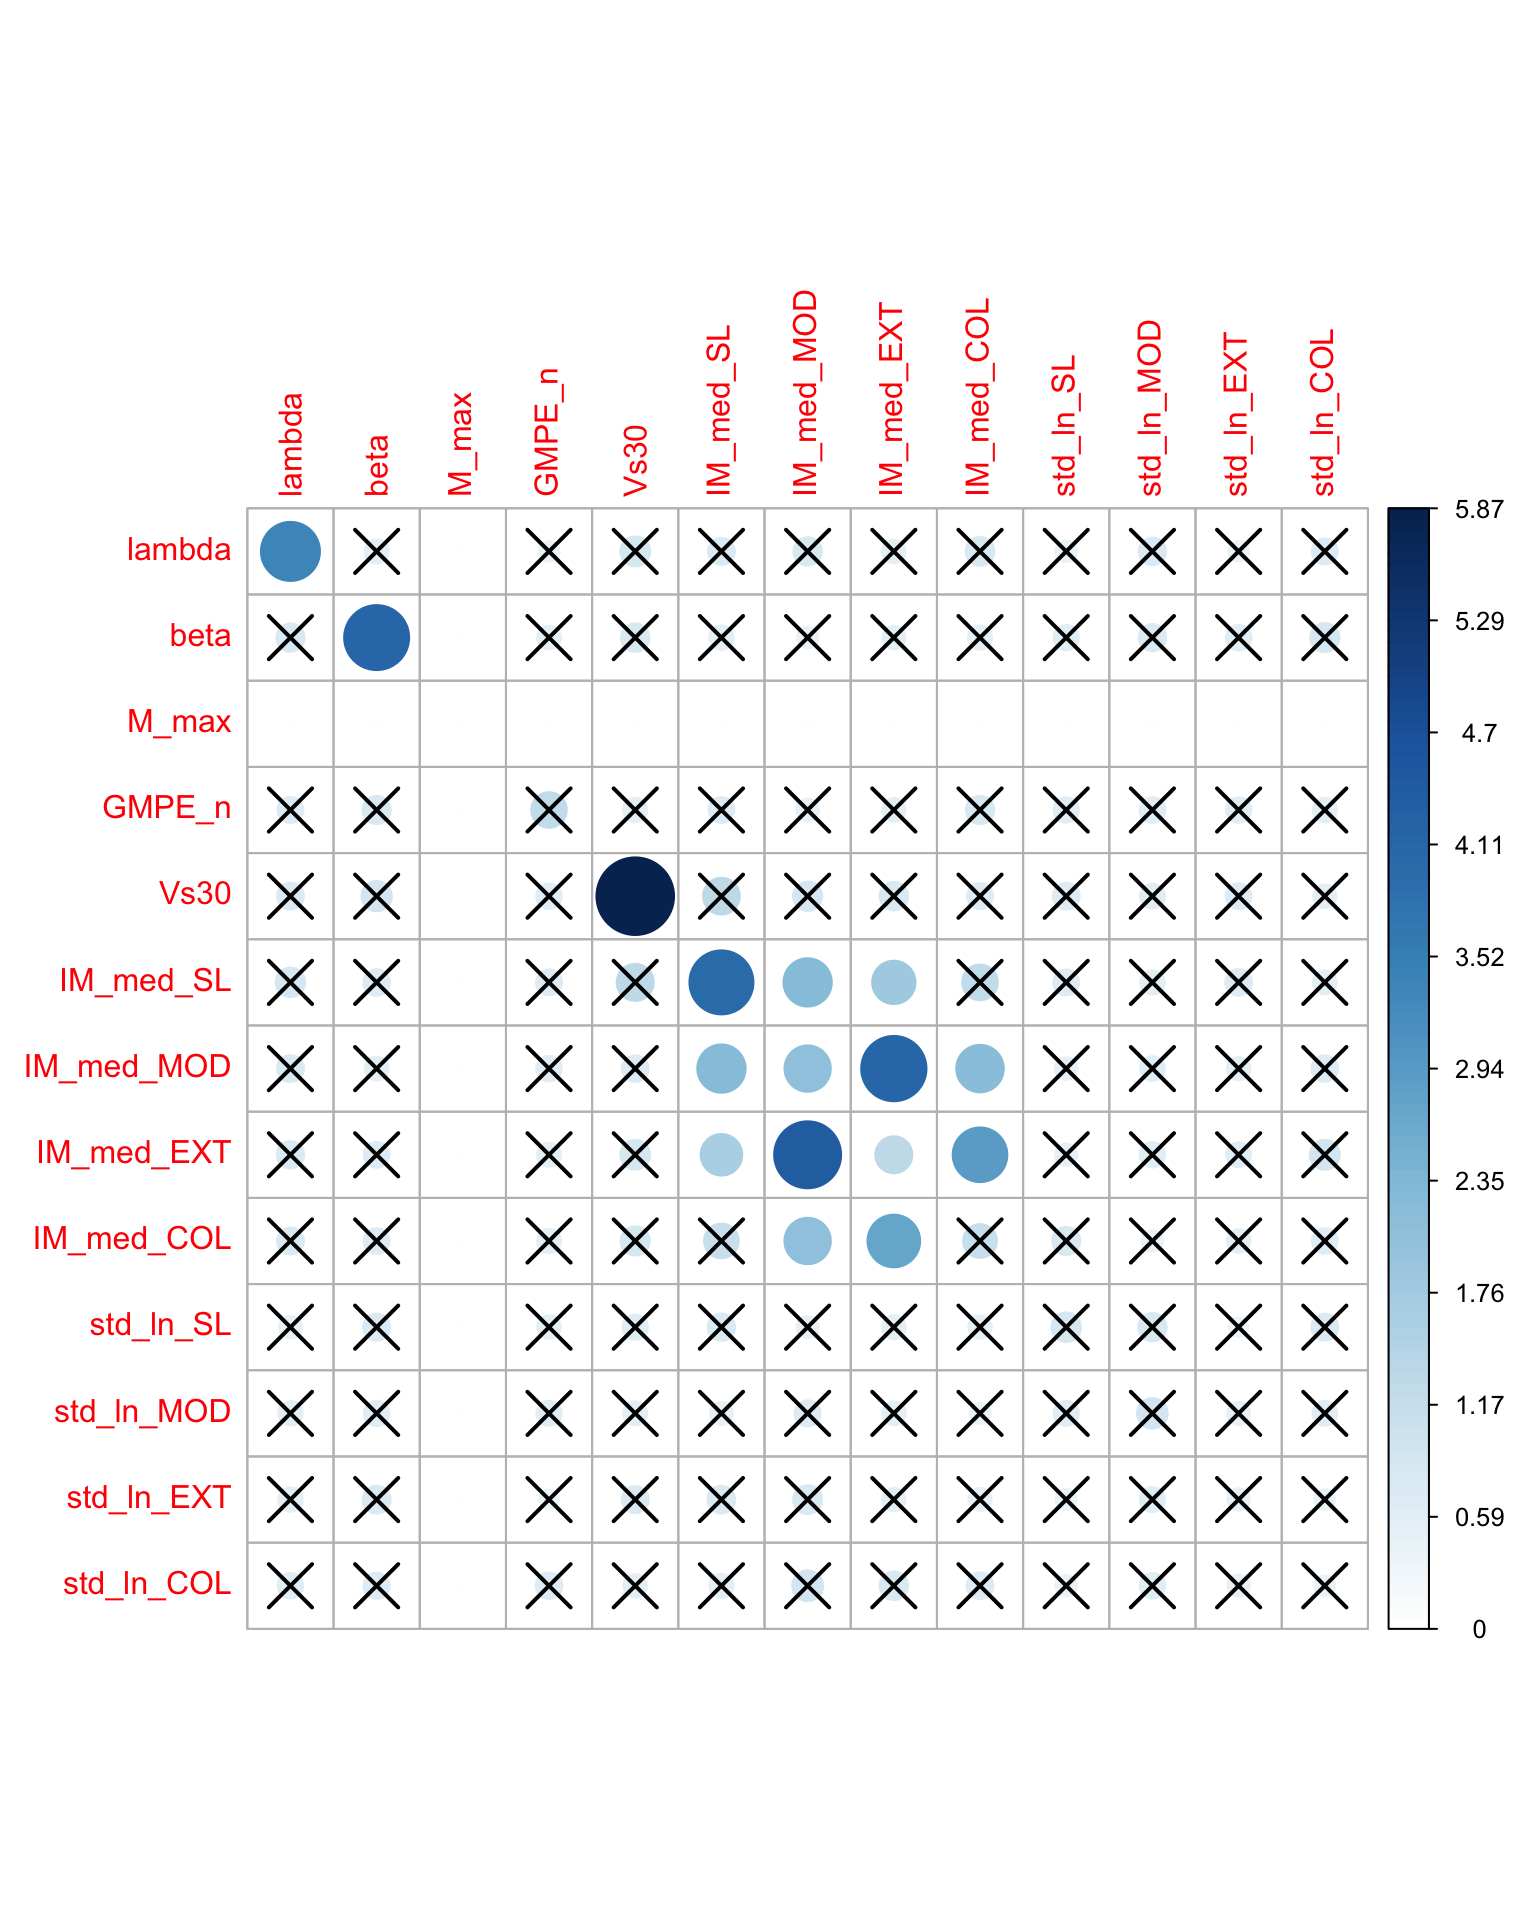 lambda
beta
M_max
GMPE_n
Vs30
IM_med_SL
IM_med_MOD
IM_med_EXT
IM_med_COL
std_ln_SL
std_ln_MOD
std_ln_EXT
std_ln_COL
lambda
beta
M_max
GMPE_n
Vs30
IM_med_SL
IM_med_MOD
IM_med_EXT
IM_med_COL
std_ln_SL
std_ln_MOD
std_ln_EXT
std_ln_COL
5.87
5.29
4.7
4.11
3.52
2.94
2.35
1.76
1.17
0.59
0